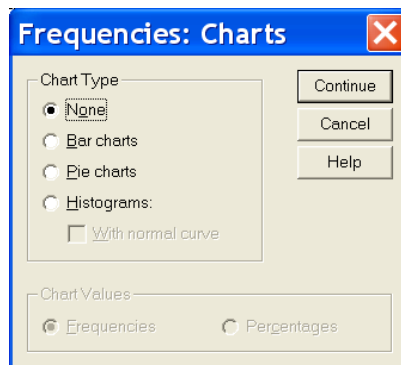 Frequencies: Charts
Chart Type
None
Bar charts
Pie charts
Histograms:
With normal curve
Continue
Cancel
Help
Chart Values
Frequencies
Percentages